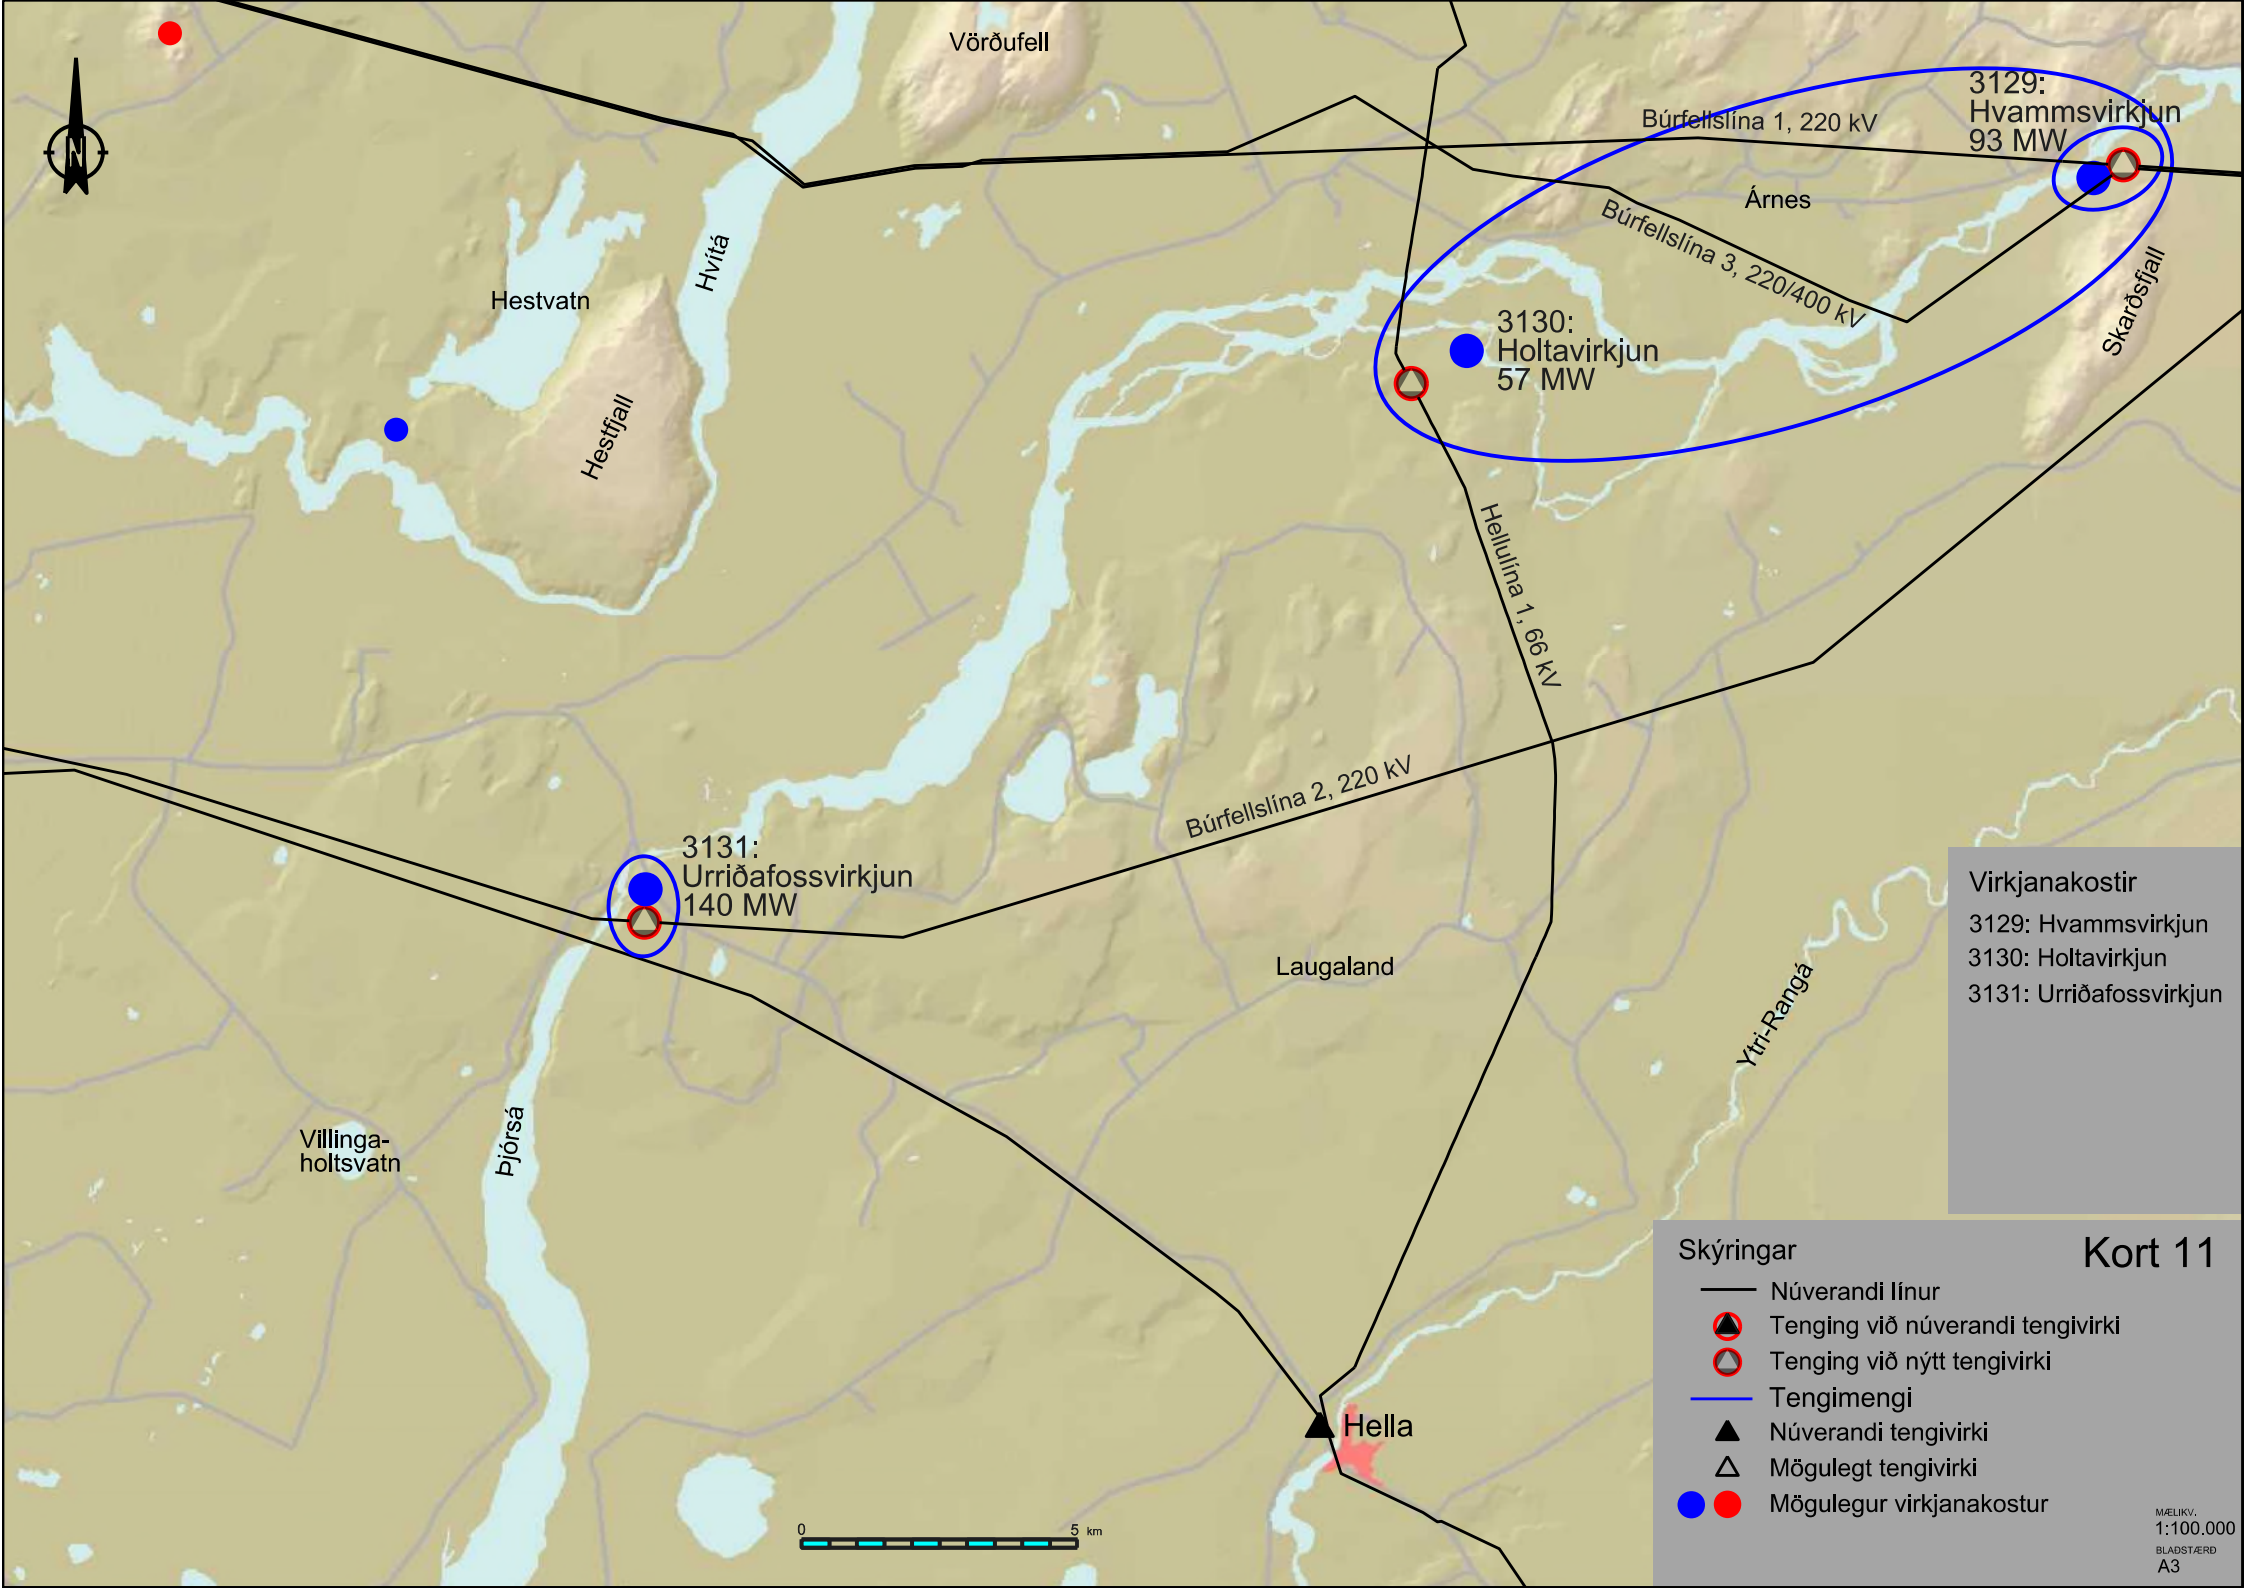 Vörðufell
3129:
Hvammsvirkjun
93 MW
Búrfellslína 1, 220 kV
Árnes
Búrfellslína 3, 220/400 kV
Skarðsfjall
Hvítá
Hestvatn
Hestfjall
3130:
Holtavirkjun
57 MW
Hellulína 1, 66 kV
Búrfellslína 2, 220 kV
3131:
Urriðafossvirkjun
140 MW
Laugaland
Ytri-Rangá
Þjórsá
Villinga-
holtsvatn
Hella
0 5 km
N
Virkjanakostir
3129: Hvammsvirkjun
3130: Holtavirkjun
3131: Urriðafossvirkjun
Skýringar
Kort 11
Núverandi línur
Tenging við núverandi tengivirki
Tenging við nýtt tengivirki
Tengimengi
Núverandi tengivirki
Mögulegt tengivirki
Mögulegur virkjanakostur
MÆLIKV.
1:100.000
BLAÐSTÆRÐ
A3